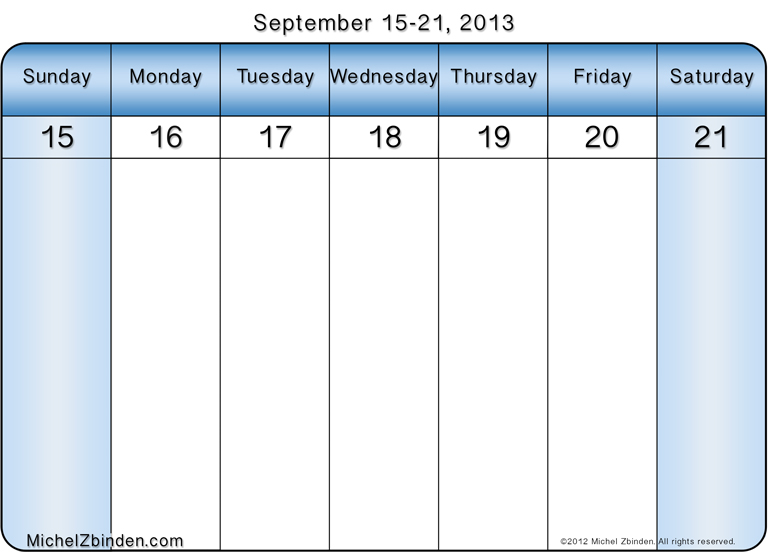 September 15-21, 2013
Sunday Monday Tuesday Wednesday Thursday Friday Saturday
15 16 17 18 19 20 21
MichelZbinden.com
©2012 Michel Zbinden. All rights reserved.